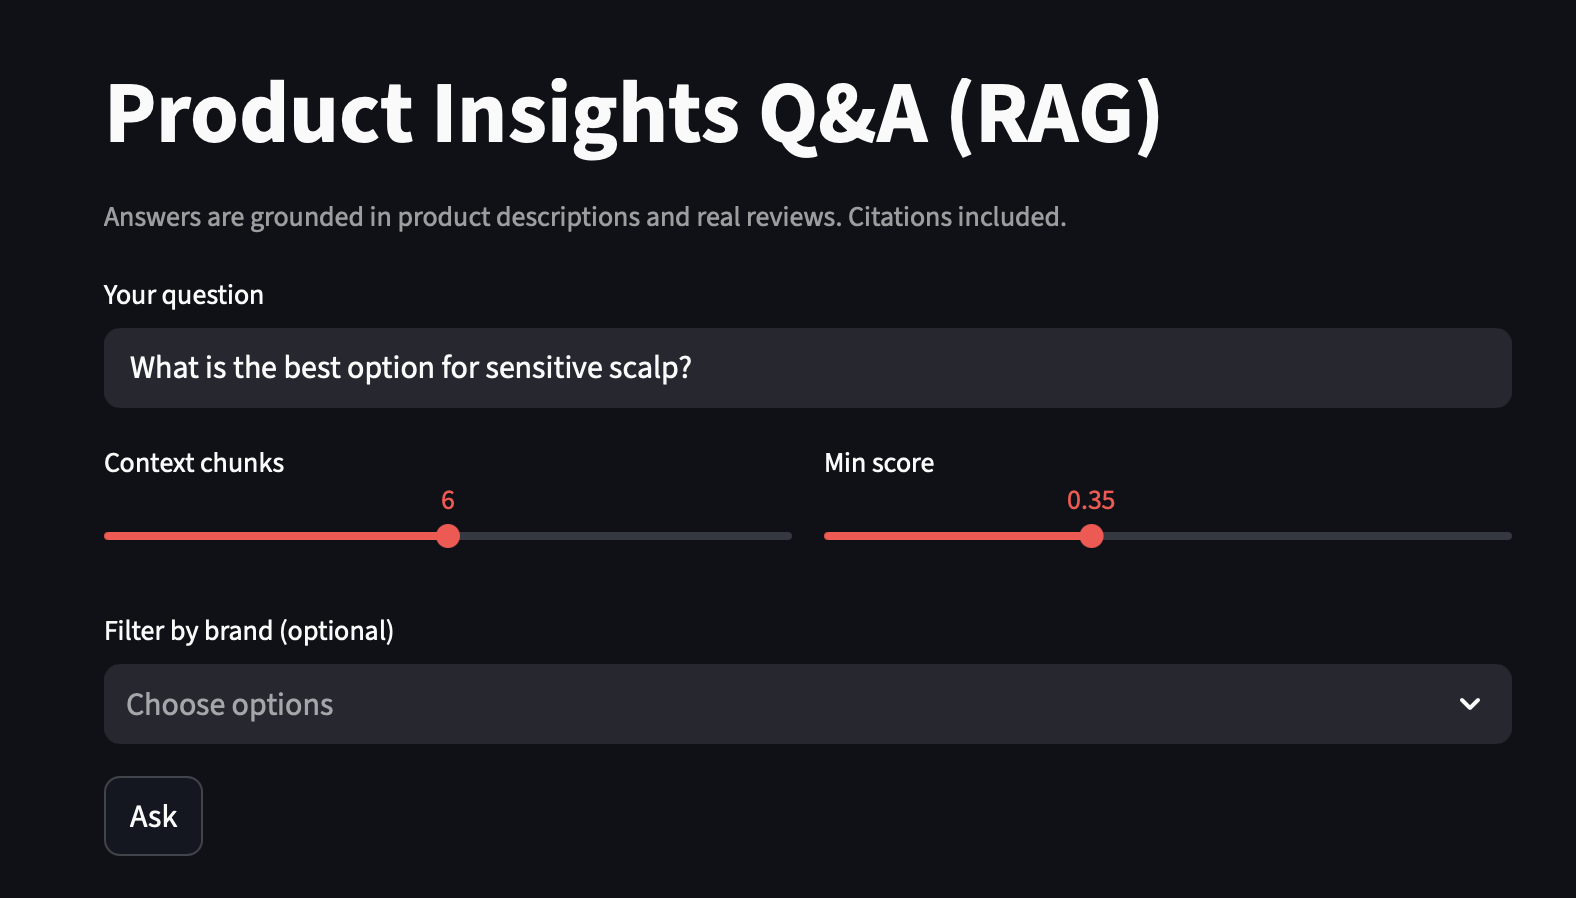 Product Insights Q&A (RAG)
Answers are grounded in product descriptions and real reviews. Citations included.
Your question
What is the best option for sensitive scalp?
Context chunks
6
Min score
0.35
Filter by brand (optional)
Choose options
Ask